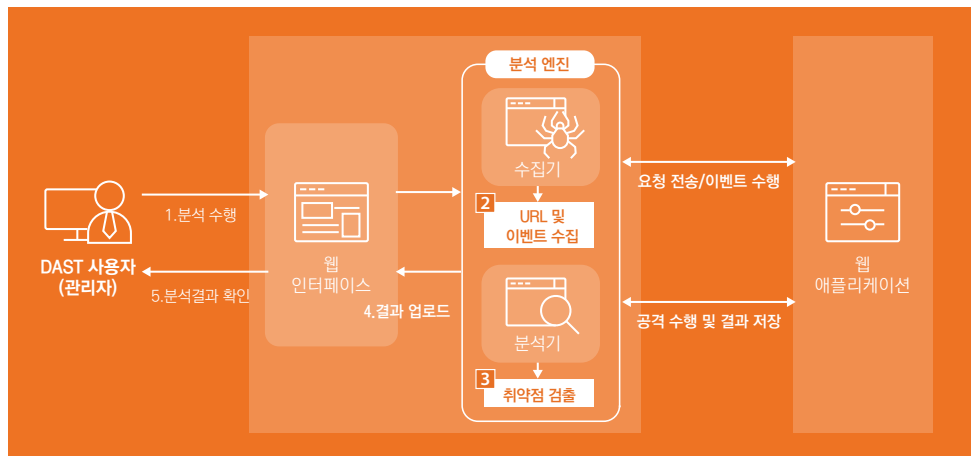 분석 엔진
수집기
2
URL 및
이벤트 수집
요청 전송/이벤트 수행
1.분석 수행
DAST 사용자
(관리자)
5.분석결과 확인
웹
인터페이스
4.결과 업로드
분석기
3
취약점 검출
공격 수행 및 결과 저장
웹
애플리케이션